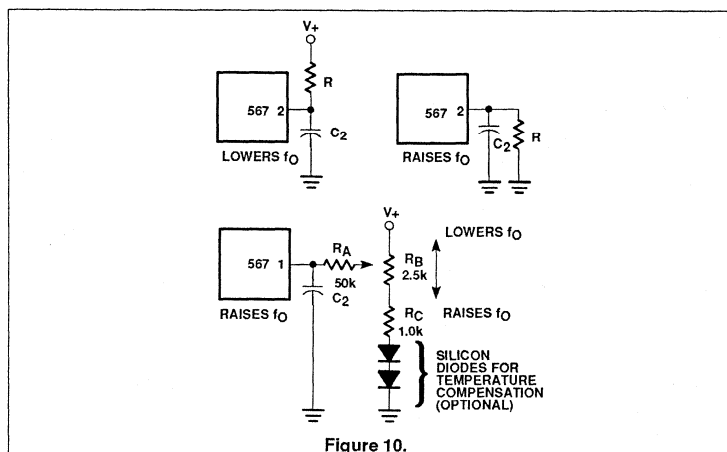 V+
R
567 2
C2
LOWERS fO
567 2
C2
R
RAISES fO
V+
LOWERS fO
567 1
RA
50k
C2
RB
2.5k
RAISES fO
RC
1.0k
RAISES fO
SILICON
DIODES FOR
TEMPERATURE
COMPENSATION
(OPTIONAL)
Figure 10.